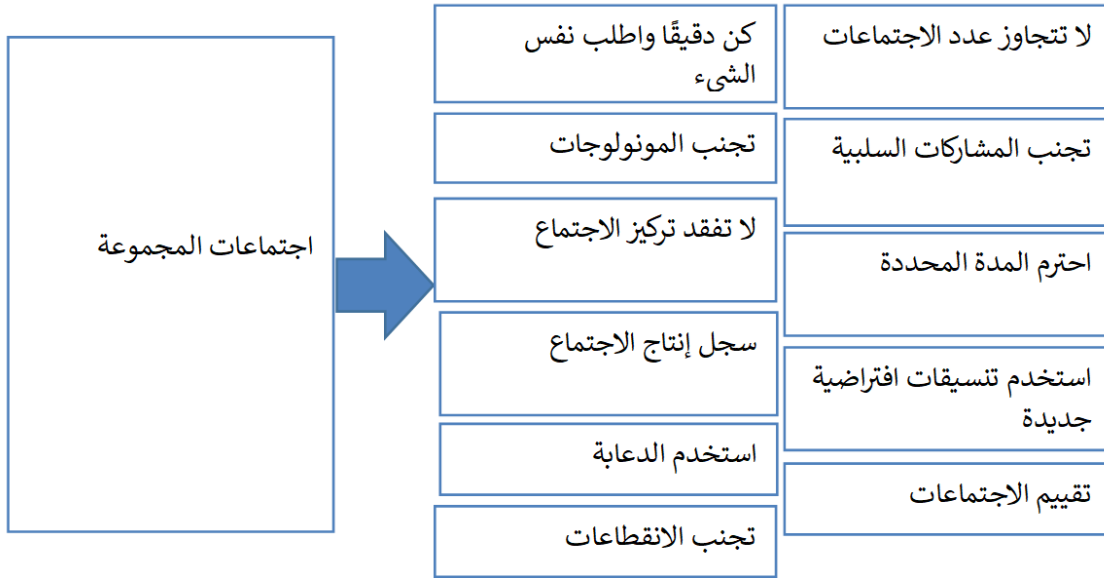 لا تتجاوز عدد الاجتماعات
تجنب المشاركات السلبية
احترم المدة المحددة
استخدم تنسيقات افتراضية
جديدة
تقييم الاجتماعات
كن دقيقًا واطلب نفس
الشيء
تجنب المونولوجات
لا تفقد تركيز الاجتماع
سجل إنتاج الاجتماع
استخدم الدعابة
تجنب الانقطاعات
اجتماعات المجموعة